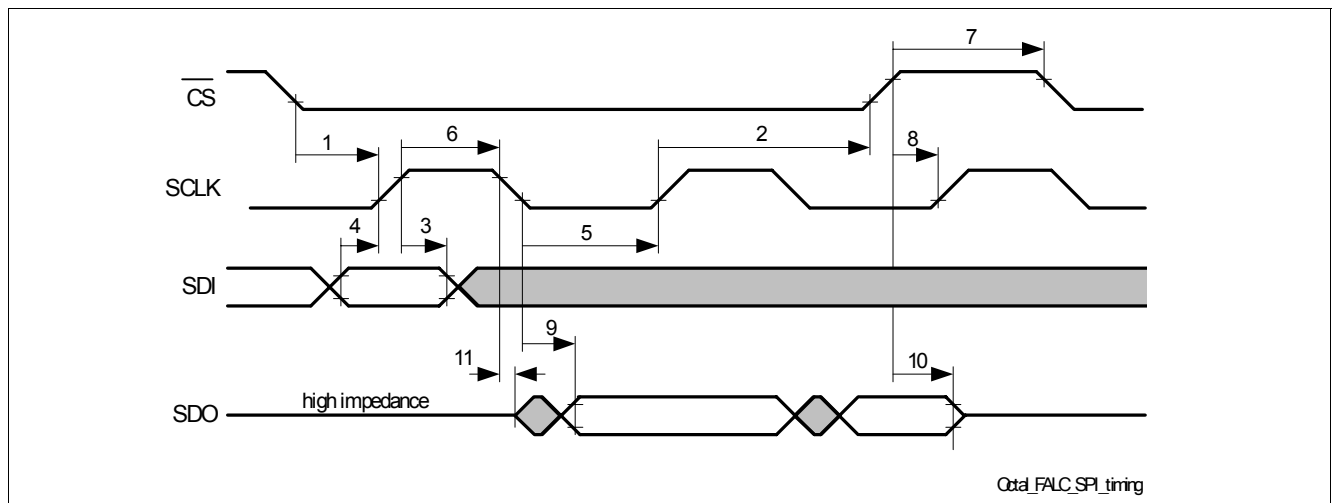 7
CS
1
6
2
8
SCLK
4
3
5
SDI
9
11
10
high impedance
SDO
Octal_FALC_SPI_timing